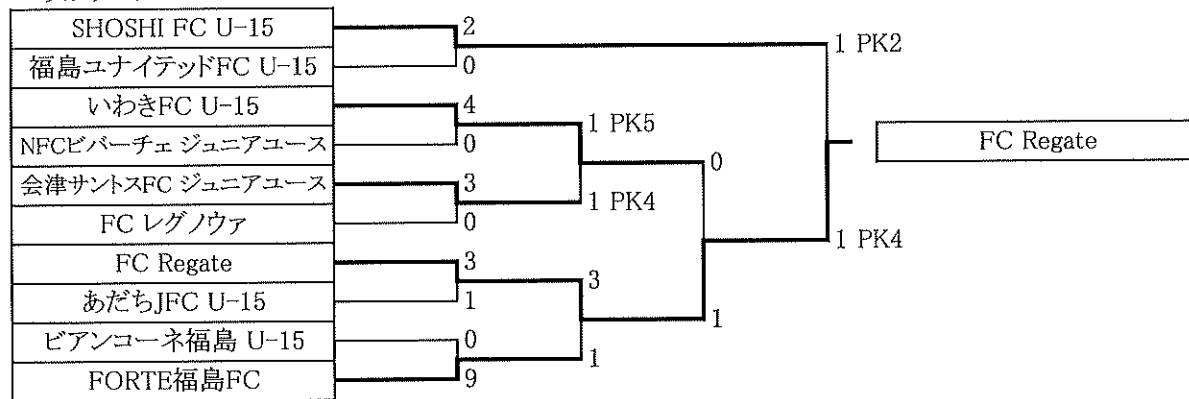 SHOSHI FC U-15
2
1 PK2
福島ユナイテッドFC U-15
0
いわきFC U-15
4
1 PK5
NFCビバーチェ ジュニアユース
0
FC Regate
0
会津サントスFC ジュニアユース
3
1 PK4
FC レグノウァ
0
1 PK4
FC Regate
3
3
あだちJFC U-15
1
1
ビアンコーネ福島 U-15
0
1
FORTE福島FC
9